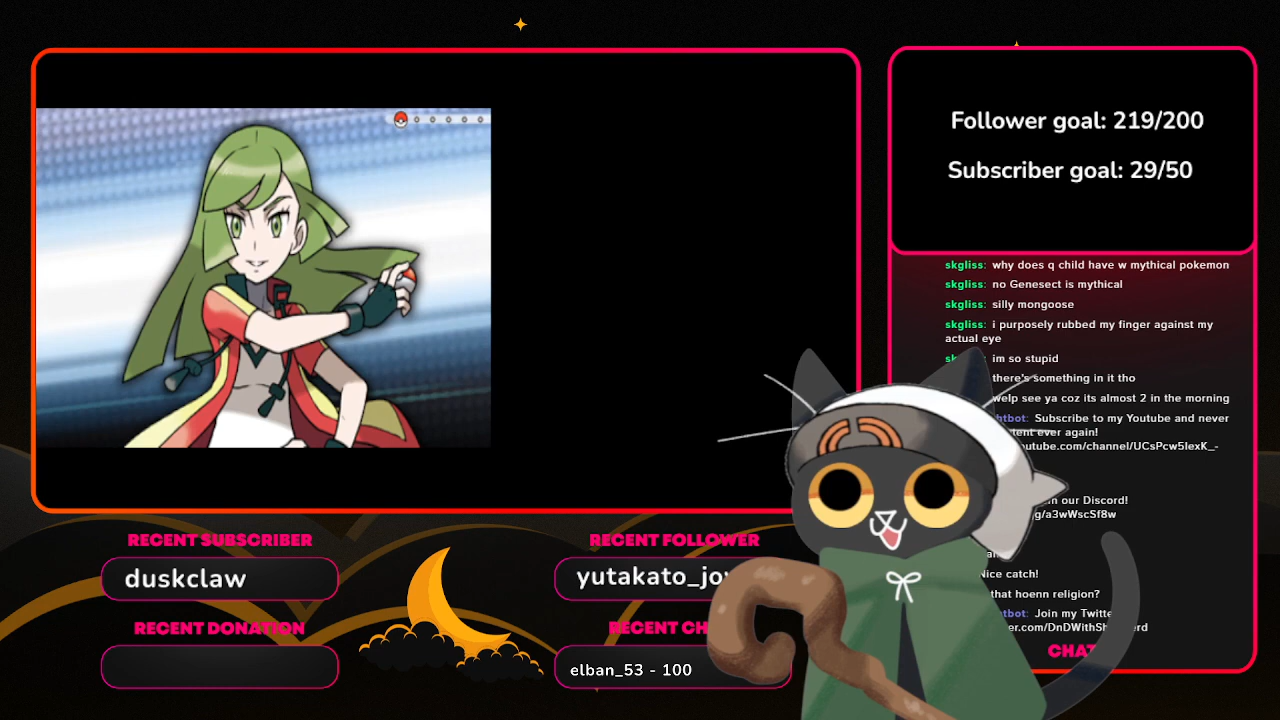 Follower goal: 219/200
Subscriber goal: 29/50
skgliss: why does q child have w mythical pokemon
skgliss: no Genesect is mythical
skgliss: silly mongoose
skgliss: i purposely rubbed my finger against my
actual eye
im so stupid
there's something in it tho
welp see ya coz its almost 2 in the morning
Subscribe to my Youtube and never
ever again!
RECENT SUBSCRIBER
duskclaw
RECENT FOLLOWER
RECENT DONATION
elban_53 - 100
our Discord!
Nice catch!
that hoenn religion?
Join my
CHAT